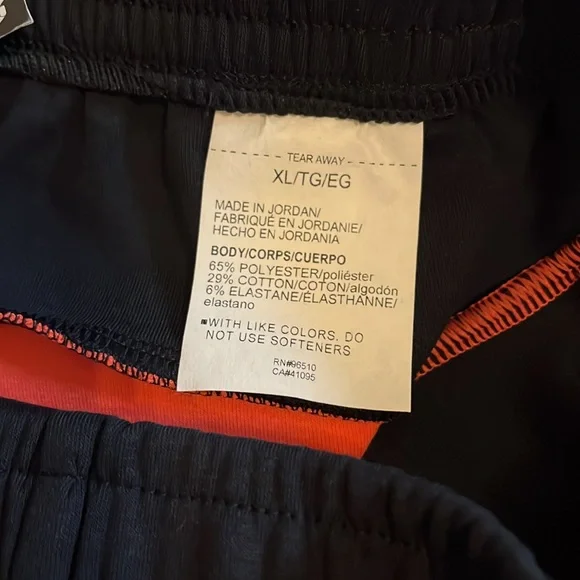 TEAR AWAY
XL/TG/EG
MADE IN JORDAN/
FABRIQUÉ EN JORDANIE/
HECHO EN JORDANIA
BODY/CORPS/CUERPO
65% POLYESTER/poliéster
29% COTTON/COTON/algodón
6% ELASTANE/ÉLASTHANNE/
elastano
WITH LIKE COLORS. DO
NOT USE SOFTENERS
RN#96510
CA#41095